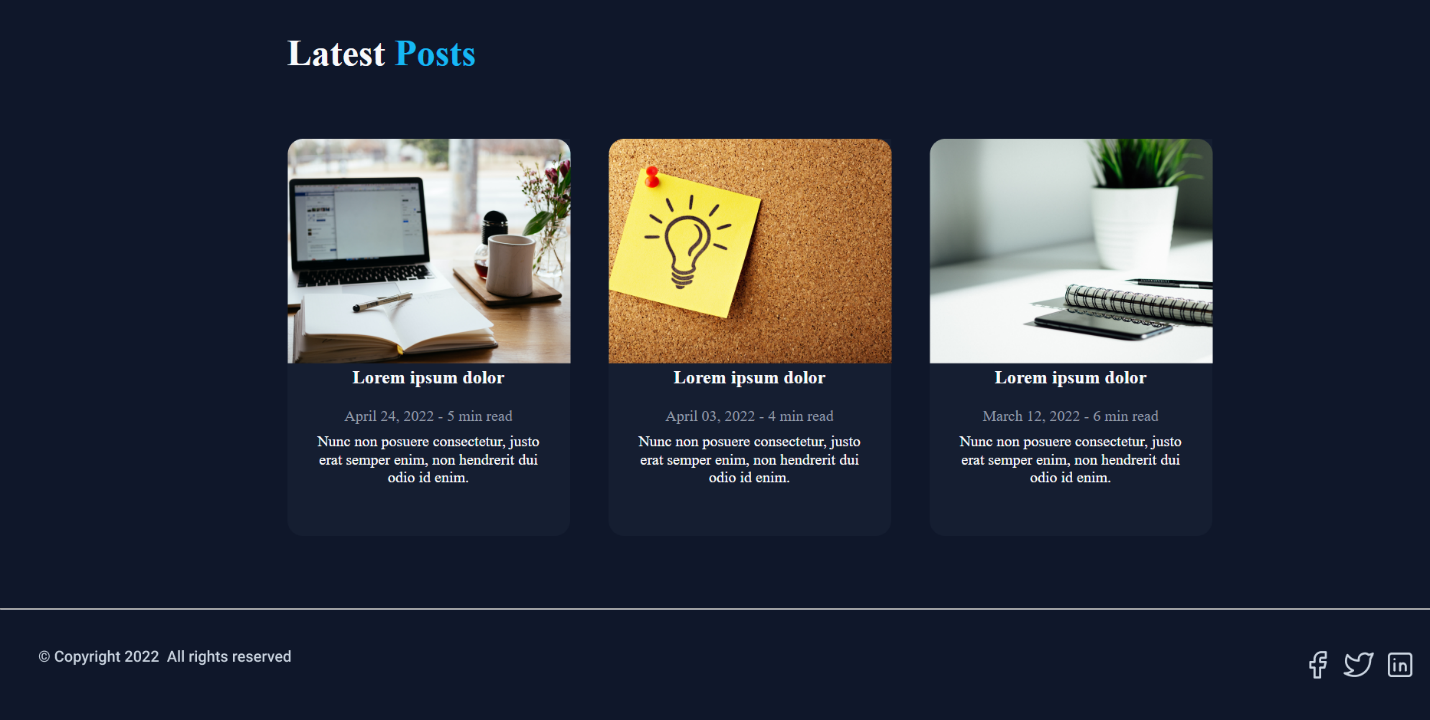 Latest Posts
Lorem ipsum dolor
April 24, 2022 - 5 min read
Nunc non posuere consectetur, justo
erat semper enim, non hendrerit dui
odio id enim.
Lorem ipsum dolor
April 03, 2022 - 4 min read
Nunc non posuere consectetur, justo
erat semper enim, non hendrerit dui
odio id enim.
Lorem ipsum dolor
March 12, 2022 - 6 min read
Nunc non posuere consectetur, justo
erat semper enim, non hendrerit dui
odio id enim.
© Copyright 2022  All rights reserved
in